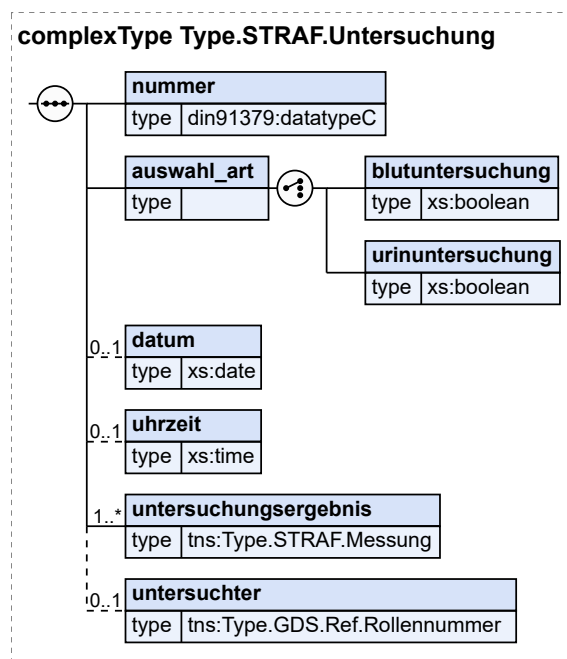 complexType Type.STRAF.Untersuchung
nummer
type din91379:datatypeC
auswahl_art
type
blutuntersuchung
type xs:boolean
urinuntersuchung
type xs:boolean
0..1
datum
type xs:date
0..1
uhrzeit
type xs:time
1..*
untersuchungsergebnis
type tns:Type.STRAF.Messung
0..1
untersuchter
type tns:Type.GDS.Ref.Rollennummer